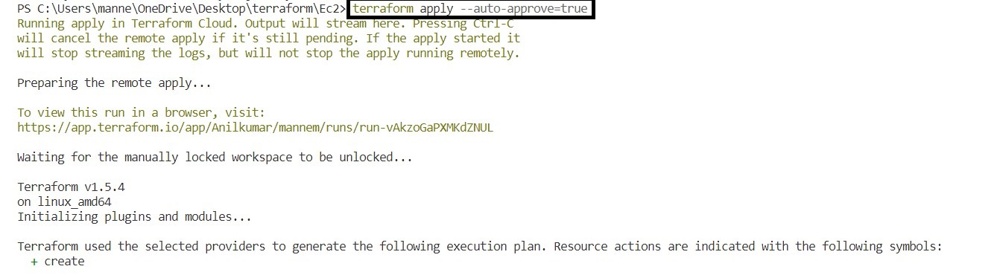 PS C:\Users\manne\OneDrive\Desktop\terraform\Ec2> terraform apply --auto-approve=true
Running apply in Terraform Cloud. Output will stream here. Pressing Ctrl-C
will cancel the remote apply if it's still pending. If the apply started it
will stop streaming the logs, but will not stop the apply running remotely.
Preparing the remote apply...
To view this run in a browser, visit:
https://app.terraform.io/app/Anilkumar/mannem/runs/run-vAkzoGaPXMKdZNUL
Waiting for the manually locked workspace to be unlocked...
Terraform v1.5.4
on linux_amd64
Initializing plugins and modules...
Terraform used the selected providers to generate the following execution plan. Resource actions are indicated with the following symbols:
+ create